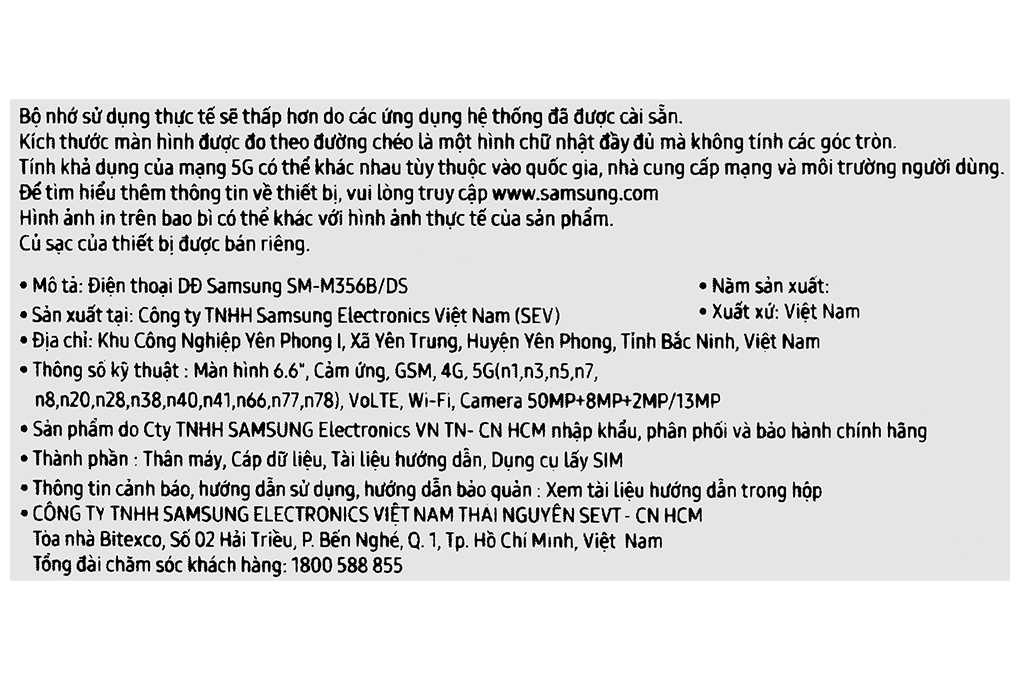 Bộ nhớ sử dụng thực tế sẽ thấp hơn do các ứng dụng hệ thống đã được cài sẵn.
Kích thước màn hình được đo theo đường chéo là một hình chữ nhật đầy đủ mà không tính các góc tròn.
Tính khả dụng của mạng 5G có thể khác nhau tùy thuộc vào quốc gia, nhà cung cấp mạng và môi trường người dùng.
Để tìm hiểu thêm thông tin về thiết bị, vui lòng truy cập www.samsung.com
Hình ảnh in trên bao bì có thể khác với hình ảnh thực tế của sản phẩm.
Củ sạc của thiết bị được bán riêng.
• Mô tả: Điện thoại DĐ Samsung SM-M356B/DS
• Năm sản xuất:
• Sản xuất tại: Công ty TNHH Samsung Electronics Việt Nam (SEV)
• Xuất xứ: Việt Nam
• Địa chỉ: Khu Công Nghiệp Yên Phong I, Xã Yên Trung, Huyện Yên Phong, Tỉnh Bắc Ninh, Việt Nam
• Thông số kỹ thuật : Màn hình 6.6", Cảm ứng, GSM, 4G, 5G(n1,n3,n5,n7,
n8,n20,n28,n38,n40,n41,n66,n77,n78), VoLTE, Wi-Fi, Camera 50MP+8MP+2MP/13MP
• Sản phẩm do Cty TNHH SAMSUNG Electronics VN TN- CN HCM nhập khẩu, phân phối và bảo hành chính hãng
• Thành phần : Thân máy, Cáp dữ liệu, Tài liệu hướng dẫn, Dụng cụ lấy SIM
• Thông tin cảnh báo, hướng dẫn sử dụng, hướng dẫn bảo quản : Xem tài liệu hướng dẫn trong hộp
• CÔNG TY TNHH SAMSUNG ELECTRONICS VIỆT NAM THÁI NGUYÊN SEVT - CN HCM
Tòa nhà Bitexco, Số 02 Hải Triều, P. Bến Nghé, Q. 1, Tp. Hồ Chí Minh, Việt Nam
Tổng đài chăm sóc khách hàng: 1800 588 855